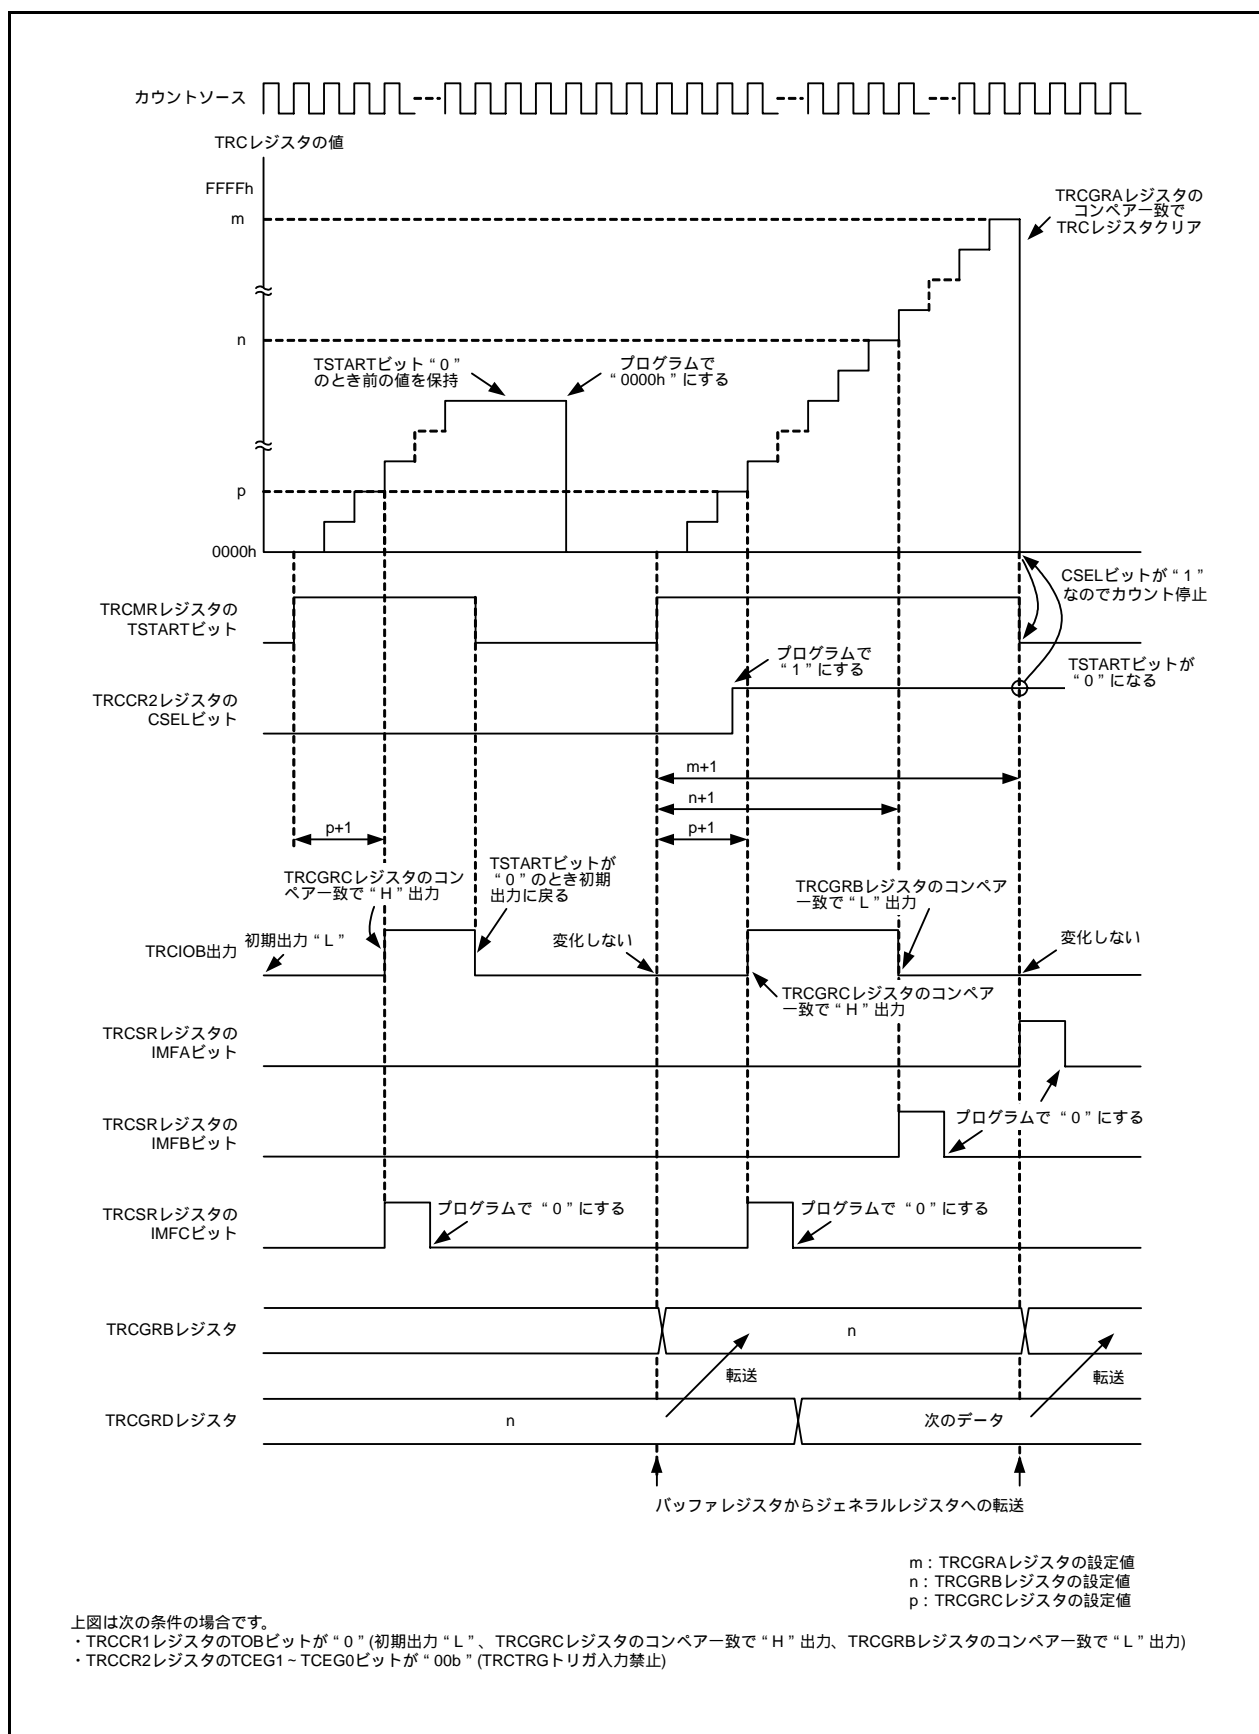 カウントソース
TRCレジスタの値
FFFFh
m
TRCGRAレジスタの
コンペア一致で
TRCレジスタクリア
n
TSTARTビット“0”
のとき前の値を保持
プログラムで
“0000h”にする
p
0000h
TRCMRレジスタの
TSTARTビット
CSELビットが“1”
なのでカウント停止
プログラムで
“1”にする
TSTARTビットが
“0”になる
TRCCR2レジスタの
CSELビット
m+1
n+1
p+1
p+1
TRCGRCレジスタのコン
ペア一致で“H”出力
TSTARTビットが
“0”のとき初期
出力に戻る
TRCGRBレジスタのコンペア
一致で“L”出力
TRCIOB出力
初期出力“L”
変化しない
変化しない
TRCGRCレジスタのコンペア
一致で“H”出力
TRCSRレジスタの
IMFAビット
プログラムで“0”にする
TRCSRレジスタの
IMFBビット
TRCSRレジスタの
IMFCビット
プログラムで“0”にする
プログラムで“0”にする
TRCGRBレジスタ
n
転送
転送
TRCGRDレジスタ
n
次のデータ
バッファレジスタからジェネラルレジスタへの転送
m:TRCGRAレジスタの設定値
n:TRCGRBレジスタの設定値
p:TRCGRCレジスタの設定値
上図は次の条件の場合です。
・TRCCR1レジスタのTOBビットが“0”(初期出力“L”、TRCGRCレジスタのコンペア一致で“H”出力、TRCGRBレジスタのコンペア一致で“L”出力)
・TRCCR2レジスタのTCEG1~TCEG0ビットが“00b”(TRCTRGトリガ入力禁止)